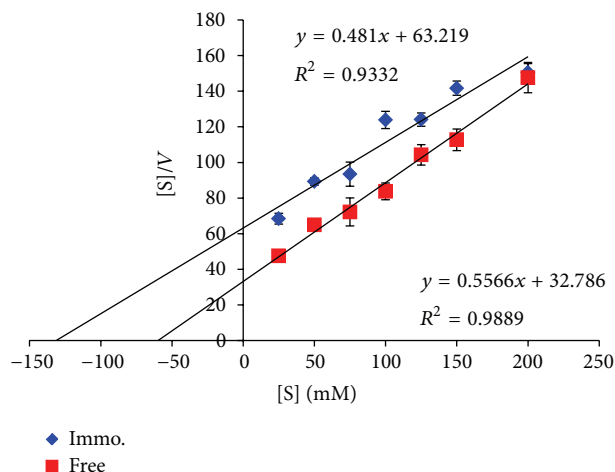 y = 0.481x + 63.219
R² = 0.9332
y = 0.5566x + 32.786
R² = 0.9889
[S]/V
180
160
140
120
100
80
60
40
20
0
−150 −100 −50 0 50 100 150 200 250
[S] (mM)
Immo.
Free